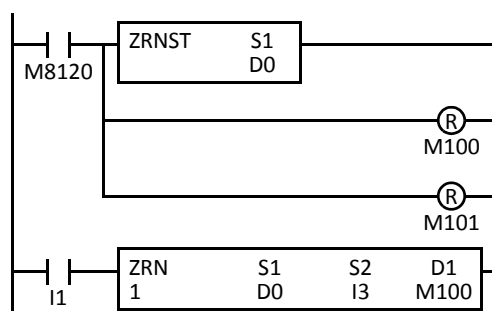 ZRNST S1
D0
M8120
R
M100
R
M101
ZRN S1 S2 D1
1 D0 I3 M100
I1